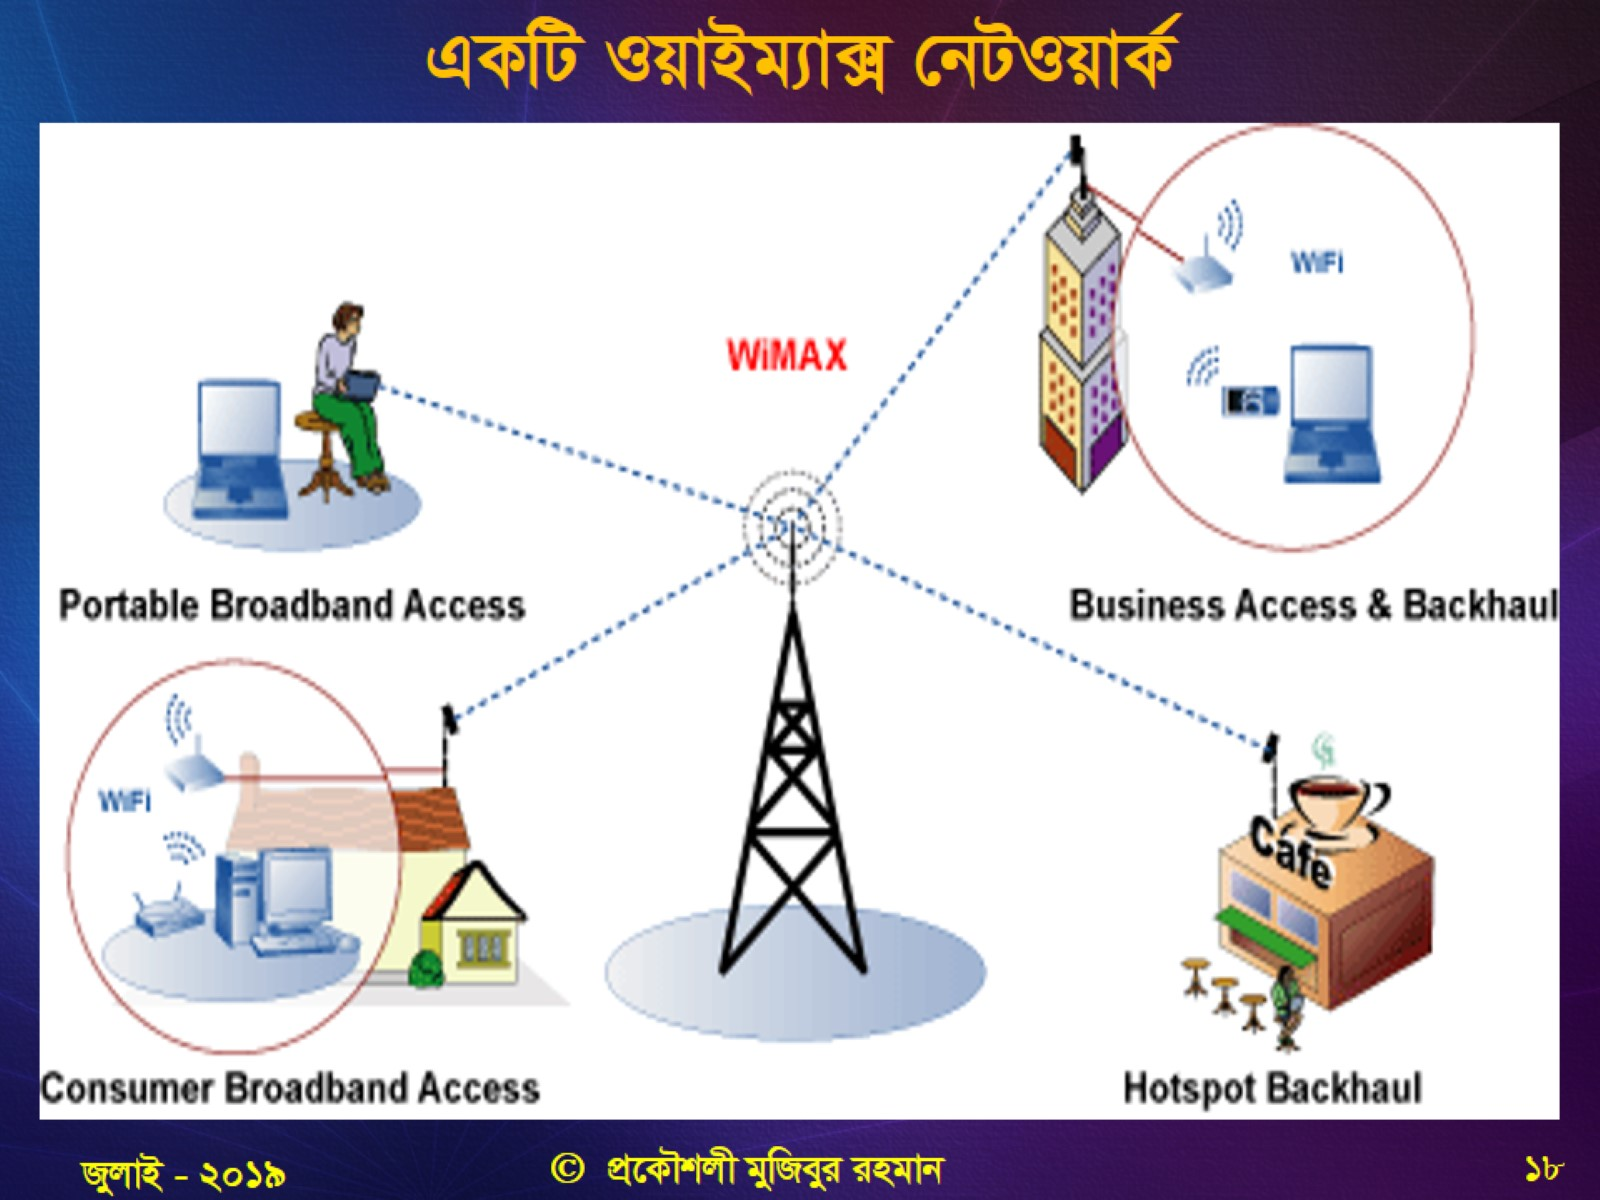 একটি ওয়াইম্যাক্স নেটওয়ার্ক
WiFi
WiMAX
Portable Broadband Access
Business Access & Backhaul
WiFi
Cafe
Consumer Broadband Access
Hotspot Backhaul
জুলাই - ২০১৯
© প্রকৌশলী মুজিবুর রহমান
১৮